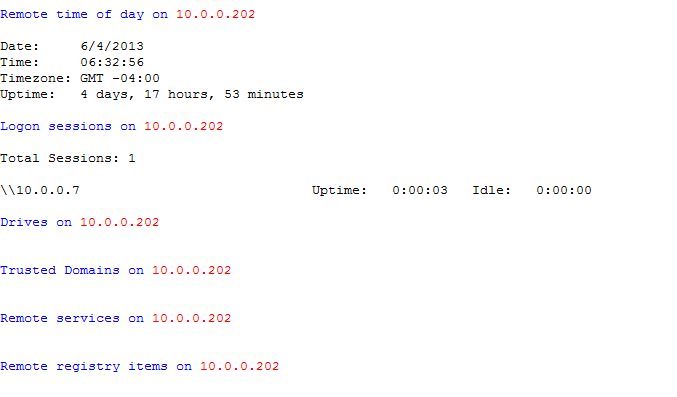 Remote time of day on 10.0.0.202
Date: 6/4/2013
Time: 06:32:56
Timezone: GMT -04:00
Uptime: 4 days, 17 hours, 53 minutes
Logon sessions on 10.0.0.202
Total Sessions: 1
\\10.0.0.7 Uptime: 0:00:03 Idle: 0:00:00
Drives on 10.0.0.202
Trusted Domains on 10.0.0.202
Remote services on 10.0.0.202
Remote registry items on 10.0.0.202